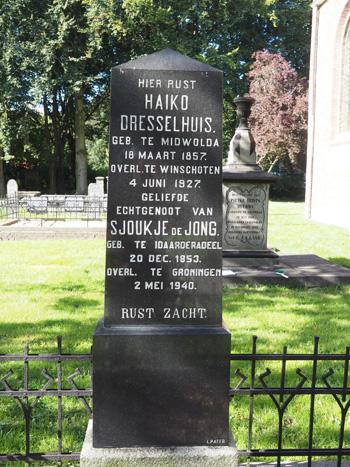 HIER RUST
HAIKO
DRESSELHUIS.
GEB. TE MIDWOLDA
18 MAART 1857.
OVERL. TE WINSCHOTEN
4 JUNI 1927.
GELIEFDE
ECHTGENOOT VAN
SJOUKJE DE JONG.
GEB. TE IDAARDERADEEL
20 DEC. 1853.
OVERL. TE GRONINGEN
2 MEI 1940.
RUST ZACHT.
L. PATER